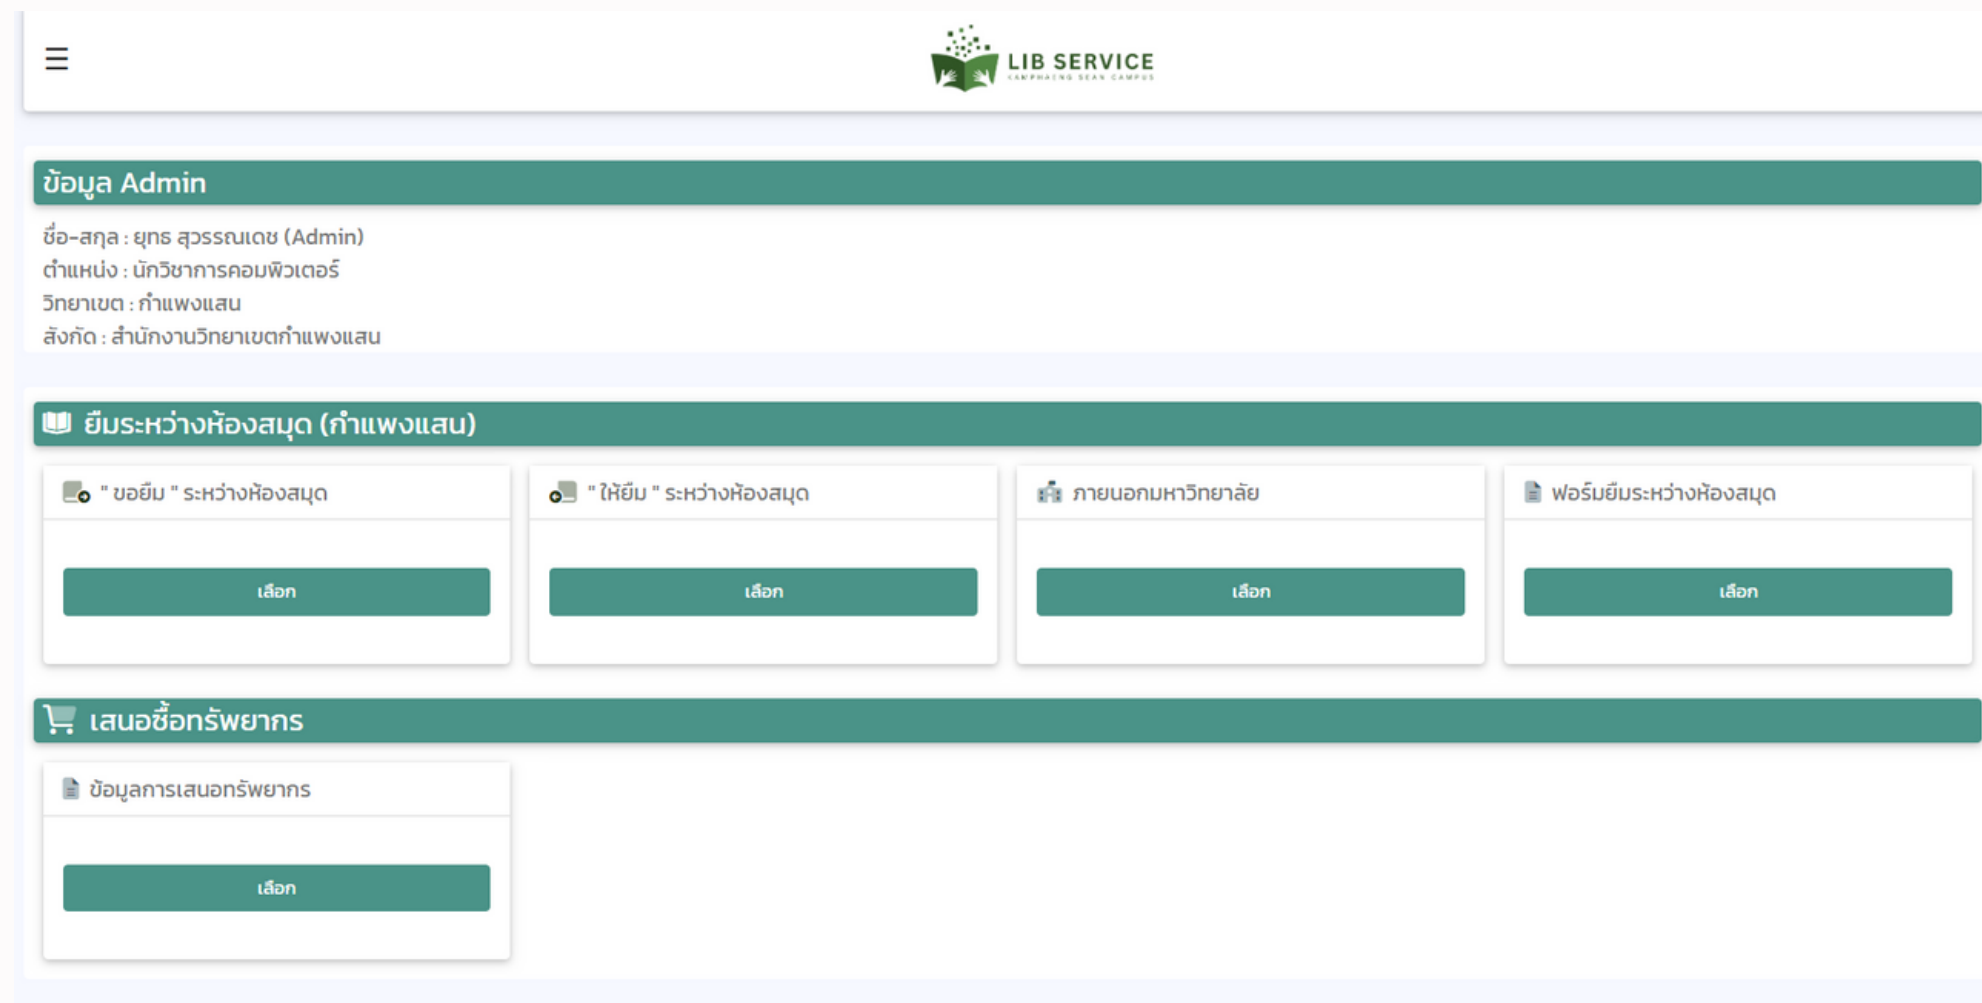 ☰
LIB SERVICE
KAMPHAENG SEAN CAMPUS
ข้อมูล Admin
ชื่อ-สกุล : ยุทธ สุวรรณเดช (Admin)
ตำแหน่ง : นักวิชาการคอมพิวเตอร์
วิทยาเขต : กำแพงแสน
สังกัด : สำนักงานวิทยาเขตกำแพงแสน
ยืมระหว่างห้องสมุด (กำแพงแสน)
" ขอยืม " ระหว่างห้องสมุด
" ให้ยืม " ระหว่างห้องสมุด
ภายนอกมหาวิทยาลัย
ฟอร์มยืมระหว่างห้องสมุด
เลือก
เลือก
เลือก
เลือก
เสนอซื้อทรัพยากร
ข้อมูลการเสนอทรัพยากร
เลือก